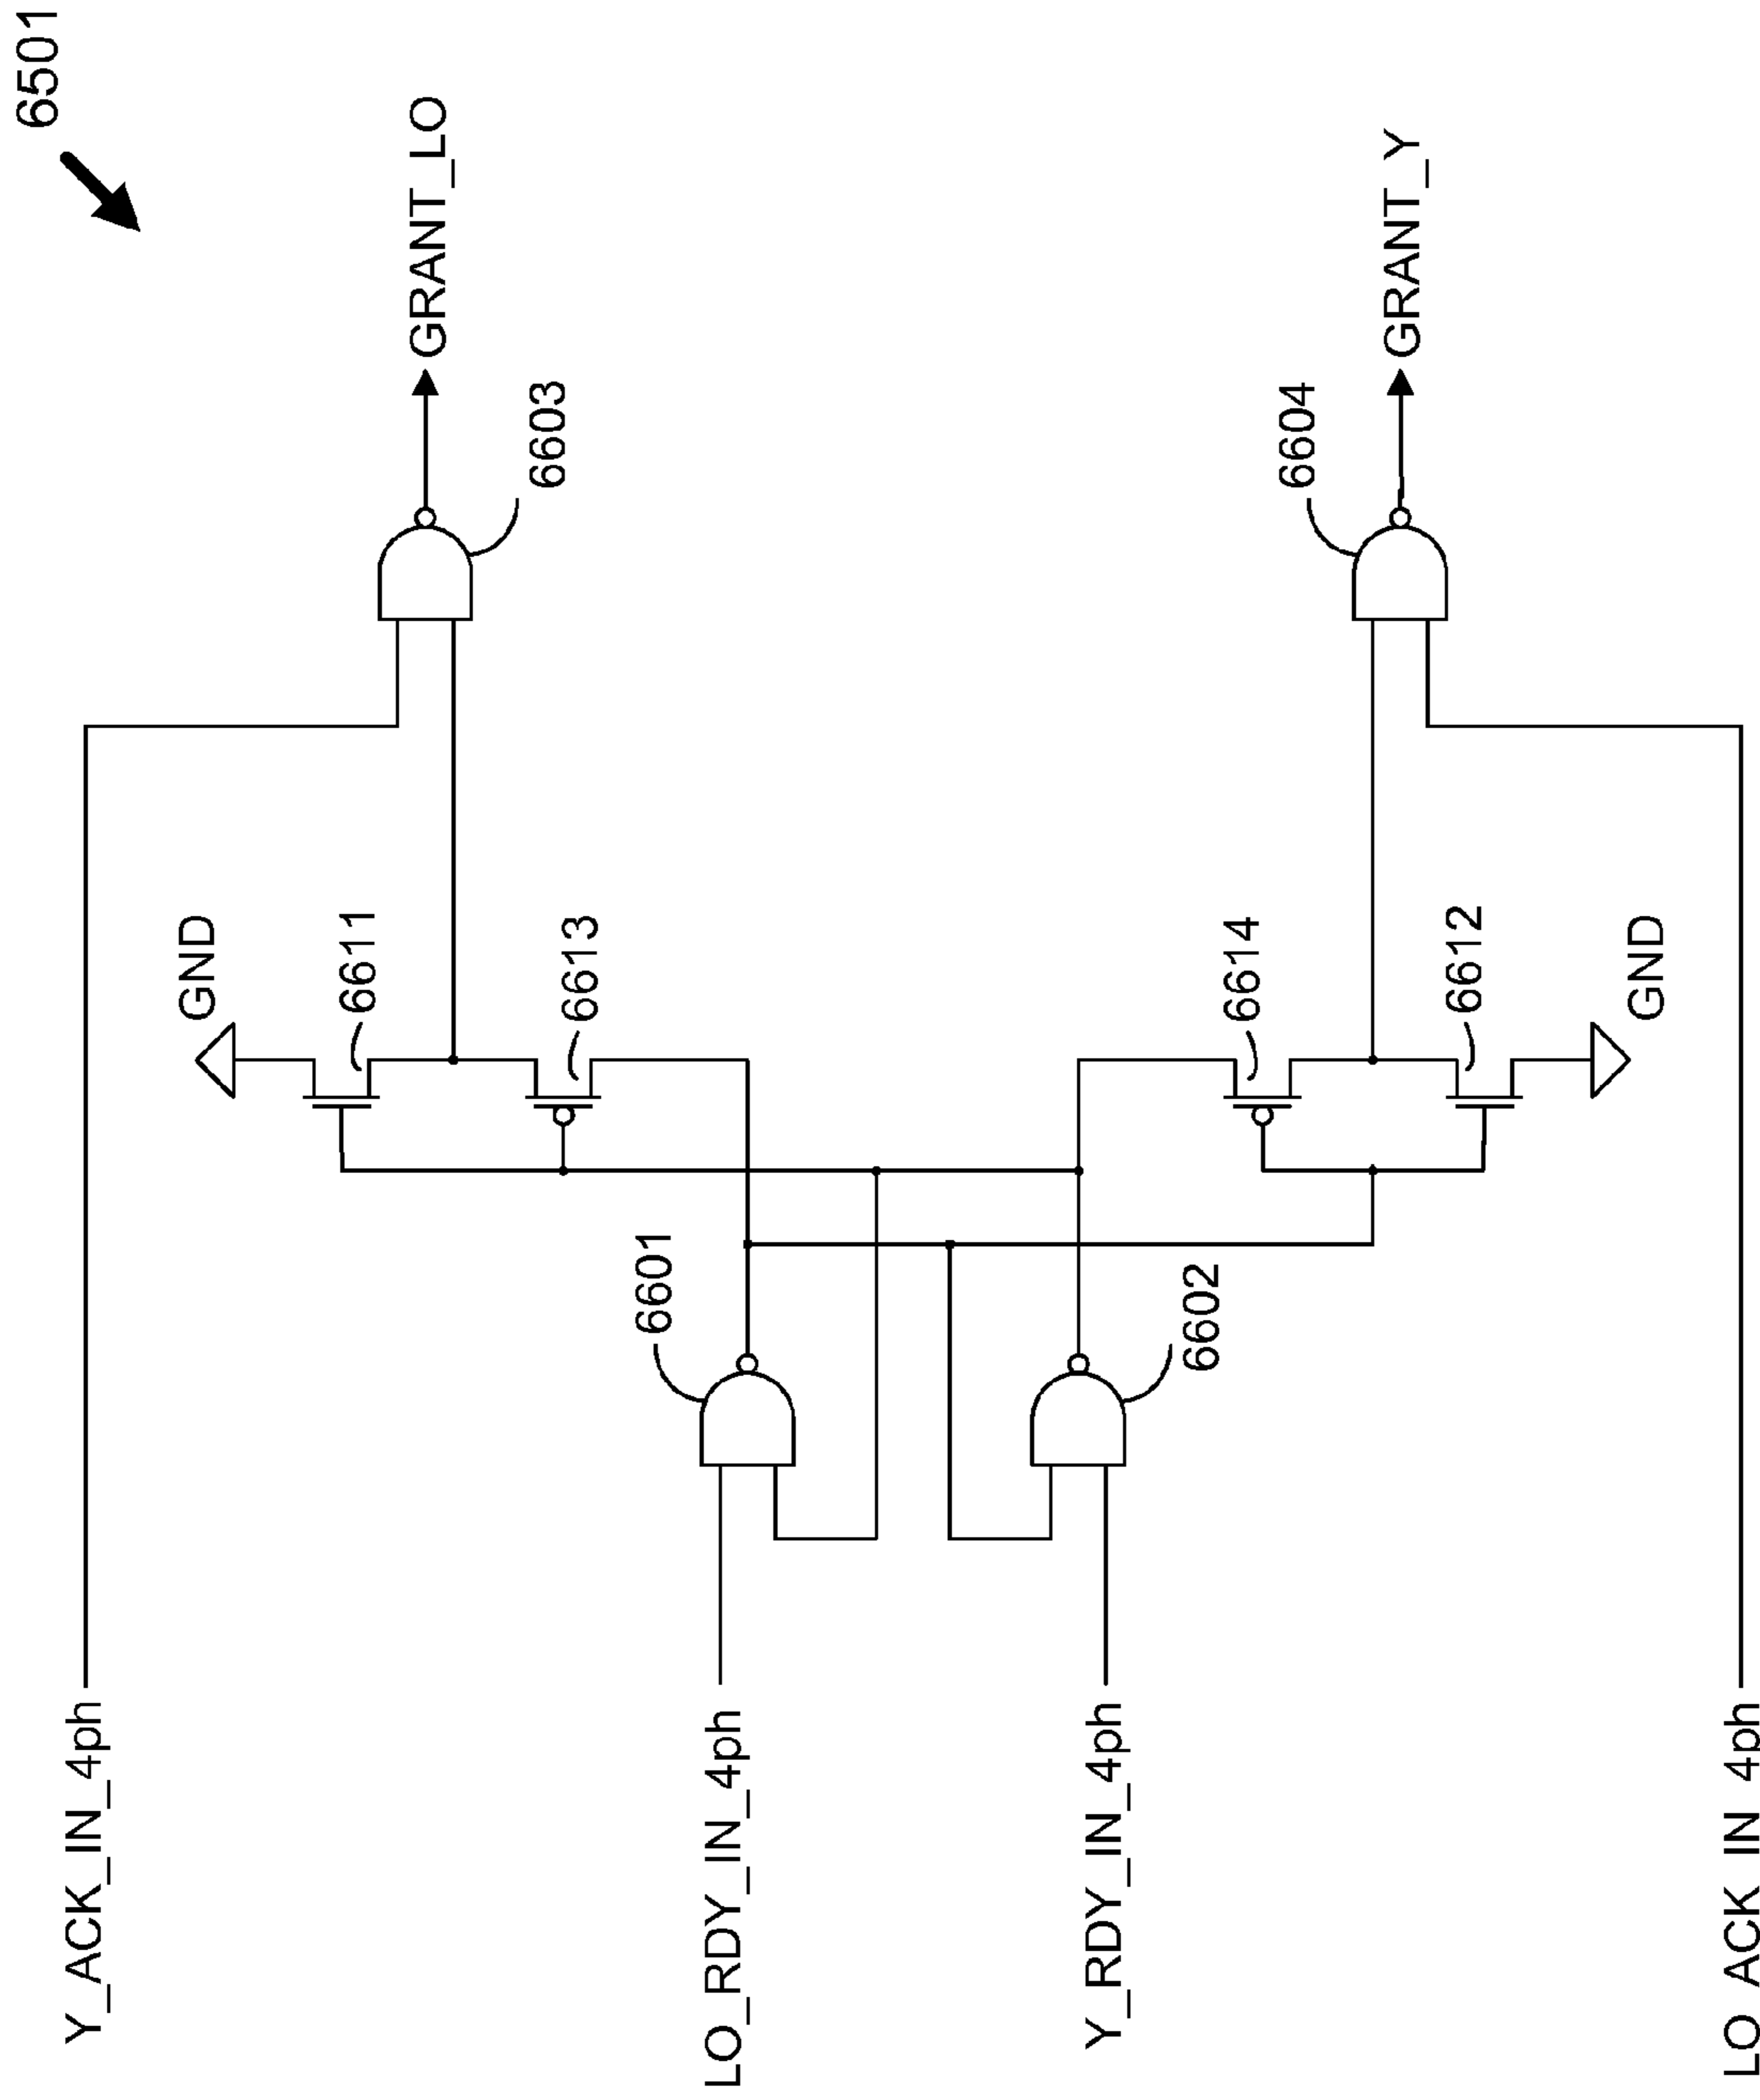 6501
Y_ACK_IN_4ph
GND
6611
6613
GRANT_LO
6603
LO_RDY_IN_4ph
6601
Y_RDY_IN_4ph
6602
6614
6612
GND
6604
GRANT_Y
LO_ACK_IN_4ph